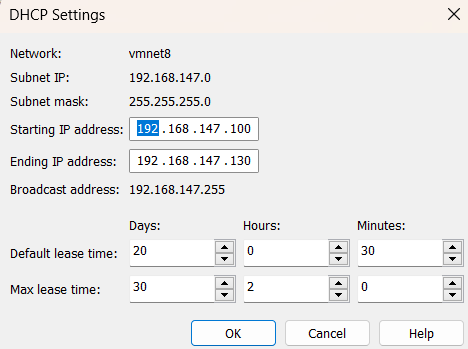 DHCP Settings
Network: vmnet8
Subnet IP: 192.168.147.0
Subnet mask: 255.255.255.0
Starting IP address: 192 . 168 . 147 . 100
Ending IP address: 192 . 168 . 147 . 130
Broadcast address: 192.168.147.255
Days: Hours: Minutes:
Default lease time: 20 0 30
Max lease time: 30 2 0
OK Cancel Help